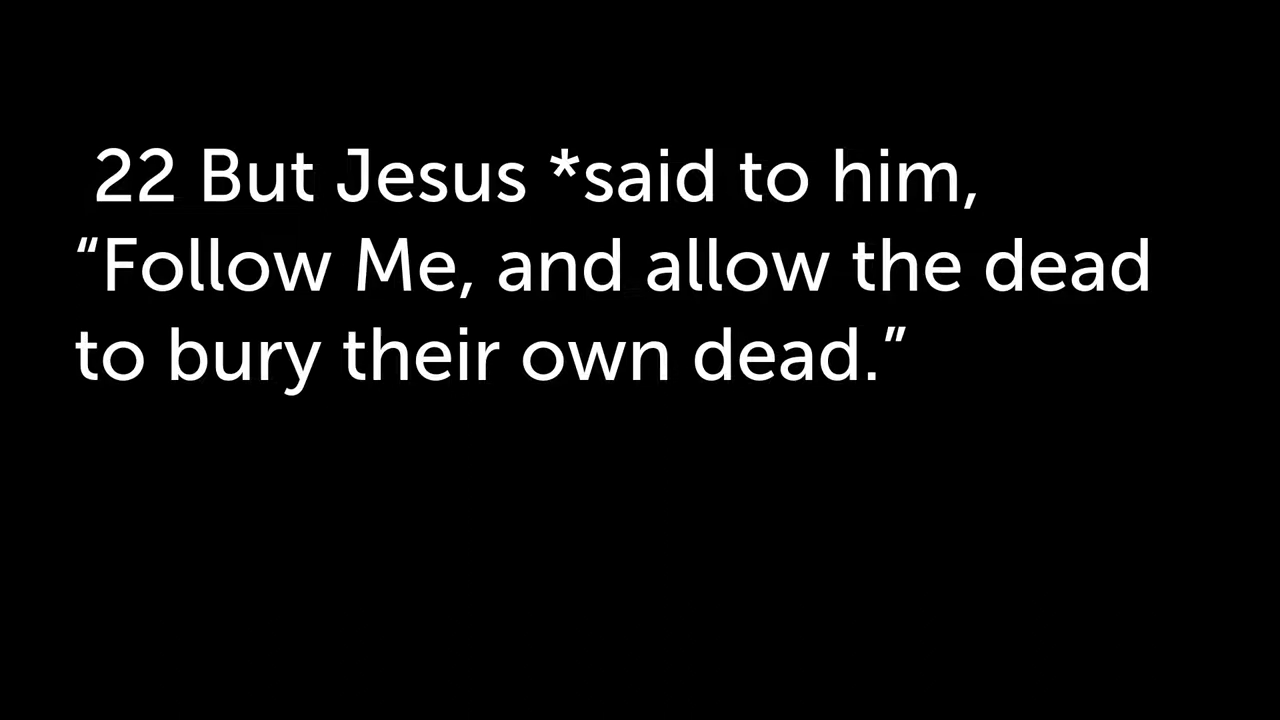 22 But Jesus *said to him,
“Follow Me, and allow the dead
to bury their own dead.”